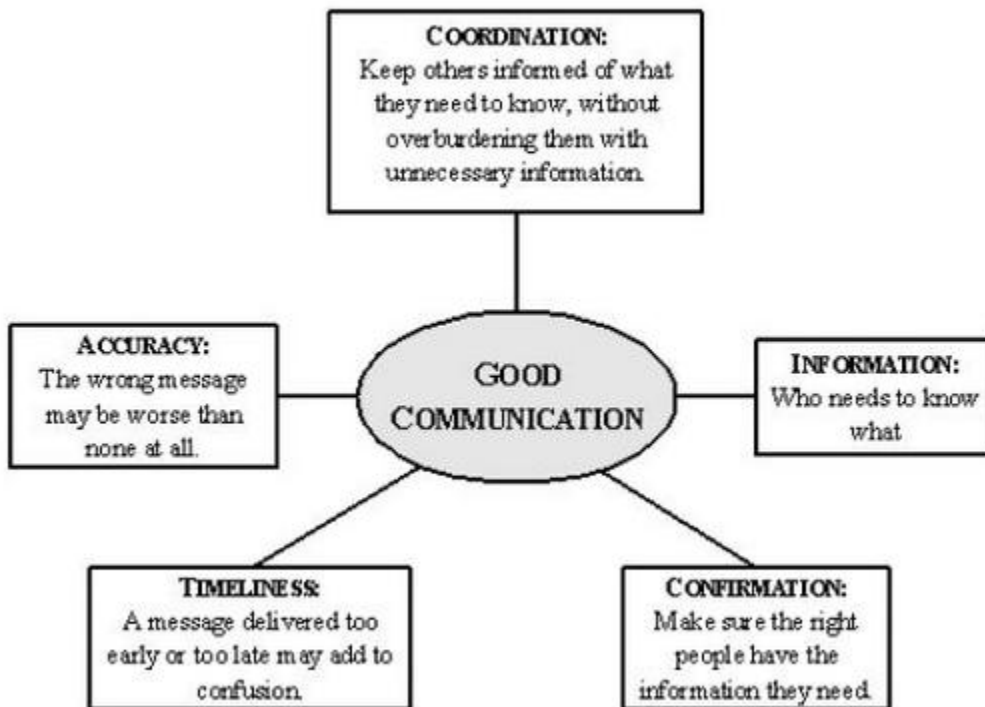 COORDINATION:
Keep others informed of what
they need to know, without
overburdening them with
unnecessary information.
ACCURACY:
The wrong message
may be worse than
none at all.
GOOD
COMMUNICATION
INFORMATION:
Who needs to know
what
TIMELINESS:
A message delivered too
early or too late may add to
confusion.
CONFIRMATION:
Make sure the right
people have the
information they need.